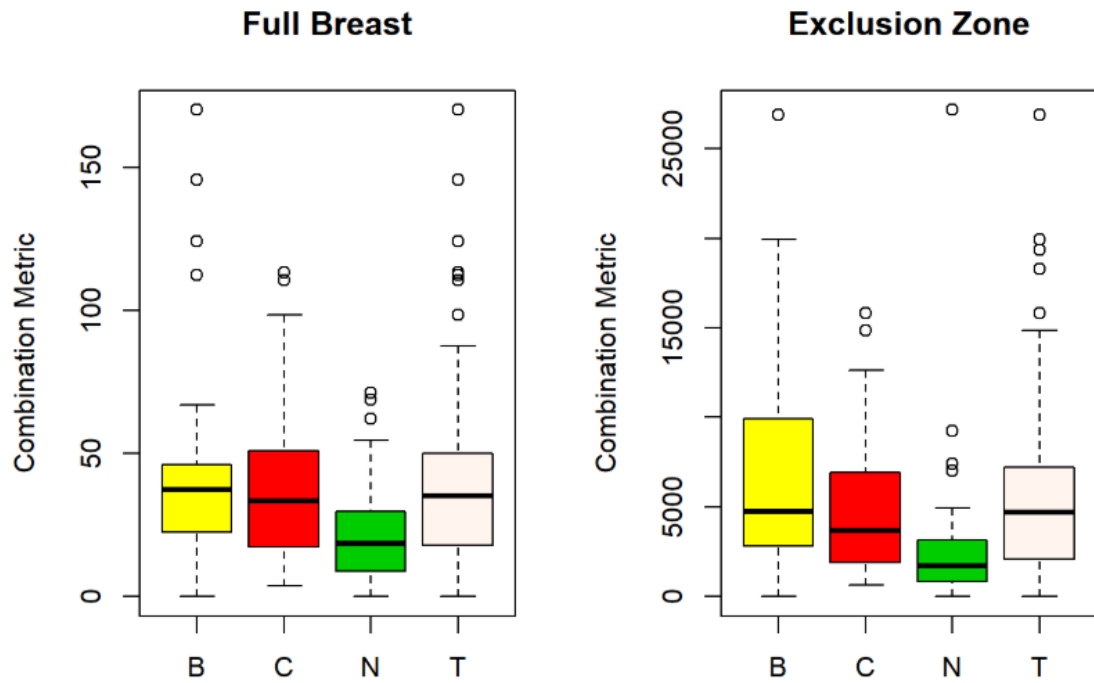 Full Breast
Combination Metric
150
100
50
0
B C N T
Exclusion Zone
Combination Metric
25000
15000
5000
0
B C N T